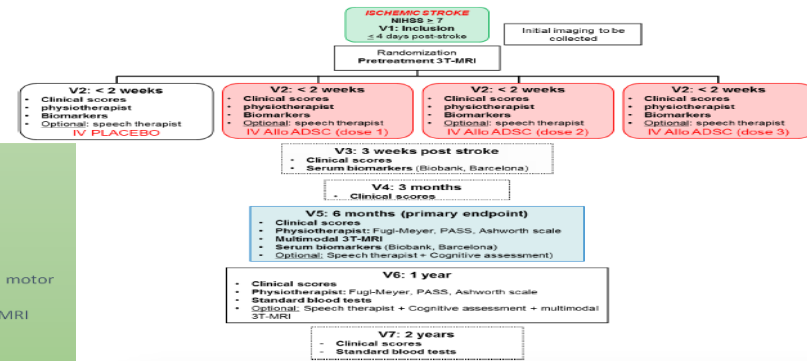 ISCHEMIC STROKE
NIHSS ≥ 7
V1: Inclusion
≤ 4 days post-stroke
Initial imaging to be
collected
Randomization
Pretreatment 3T-MRI
V2: < 2 weeks
• Clinical scores
• physiotherapist
• Biomarkers
• Optional: speech therapist
IV PLACEBO
V2: < 2 weeks
• Clinical scores
• physiotherapist
• Biomarkers
• Optional: speech therapist
IV Allo ADSC (dose 1)
V2: < 2 weeks
• Clinical scores
• physiotherapist
• Biomarkers
• Optional: speech therapist
IV Allo ADSC (dose 2)
V2: < 2 weeks
• Clinical scores
• physiotherapist
• Biomarkers
• Optional: speech therapist
IV Allo ADSC (dose 3)
V3: 3 weeks post stroke
• Clinical scores
• Serum biomarkers (Biobank, Barcelona)
V4: 3 months
- Clinical scores
V5: 6 months (primary endpoint)
• Clinical scores
• Physiotherapist: Fugl-Meyer, PASS, Ashworth scale
• Multimodal 3T-MRI
• Serum biomarkers (Biobank, Barcelona)
• Optional: Speech therapist + Cognitive assessment)
motor
MRI
V6: 1 year
• Clinical scores
• Physiotherapist: Fugl-Meyer, PASS, Ashworth scale
• Standard blood tests
• Optional: Speech therapist + Cognitive assessment + multimodal
3T-MRI
V7: 2 years
- Clinical scores
- Standard blood tests